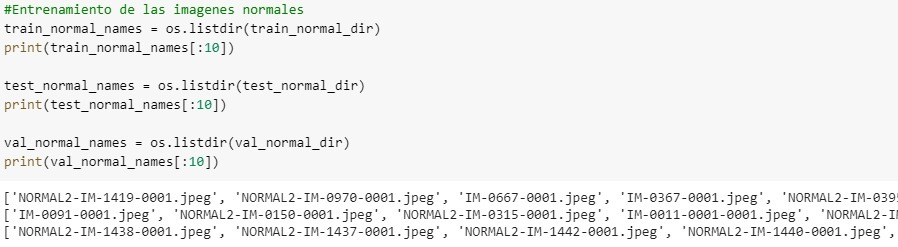 #Entrenamiento de las imagenes normales
train_normal_names = os.listdir(train_normal_dir)
print(train_normal_names[:10])
test_normal_names = os.listdir(test_normal_dir)
print(test_normal_names[:10])
val_normal_names = os.listdir(val_normal_dir)
print(val_normal_names[:10])
['NORMAL2-IM-1419-0001.jpeg', 'NORMAL2-IM-0970-0001.jpeg', 'IM-0667-0001.jpeg', 'IM-0367-0001.jpeg', 'NORMAL2-IM-039
['IM-0091-0001.jpeg', 'NORMAL2-IM-0150-0001.jpeg', 'NORMAL2-IM-0315-0001.jpeg', 'IM-0011-0001-0001.jpeg', 'NORMAL2-I
['NORMAL2-IM-1438-0001.jpeg', 'NORMAL2-IM-1437-0001.jpeg', 'NORMAL2-IM-1442-0001.jpeg', 'NORMAL2-IM-1440-0001.jpeg',